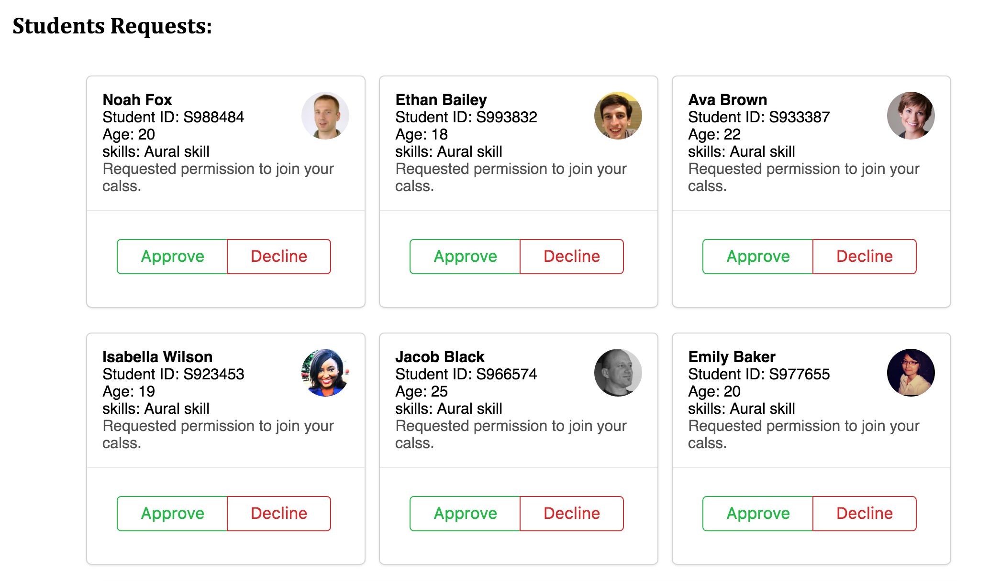 Students Requests:
Noah Fox
Student ID: S988484
Age: 20
skills: Aural skill
Requested permission to join your
calss.
Approve Decline
Ethan Bailey
Student ID: S993832
Age: 18
skills: Aural skill
Requested permission to join your
calss.
Approve Decline
Ava Brown
Student ID: S933387
Age: 22
skills: Aural skill
Requested permission to join your
calss.
Approve Decline
Isabella Wilson
Student ID: S923453
Age: 19
skills: Aural skill
Requested permission to join your
calss.
Approve Decline
Jacob Black
Student ID: S966574
Age: 25
skills: Aural skill
Requested permission to join your
calss.
Approve Decline
Emily Baker
Student ID: S977655
Age: 20
skills: Aural skill
Requested permission to join your
calss.
Approve Decline